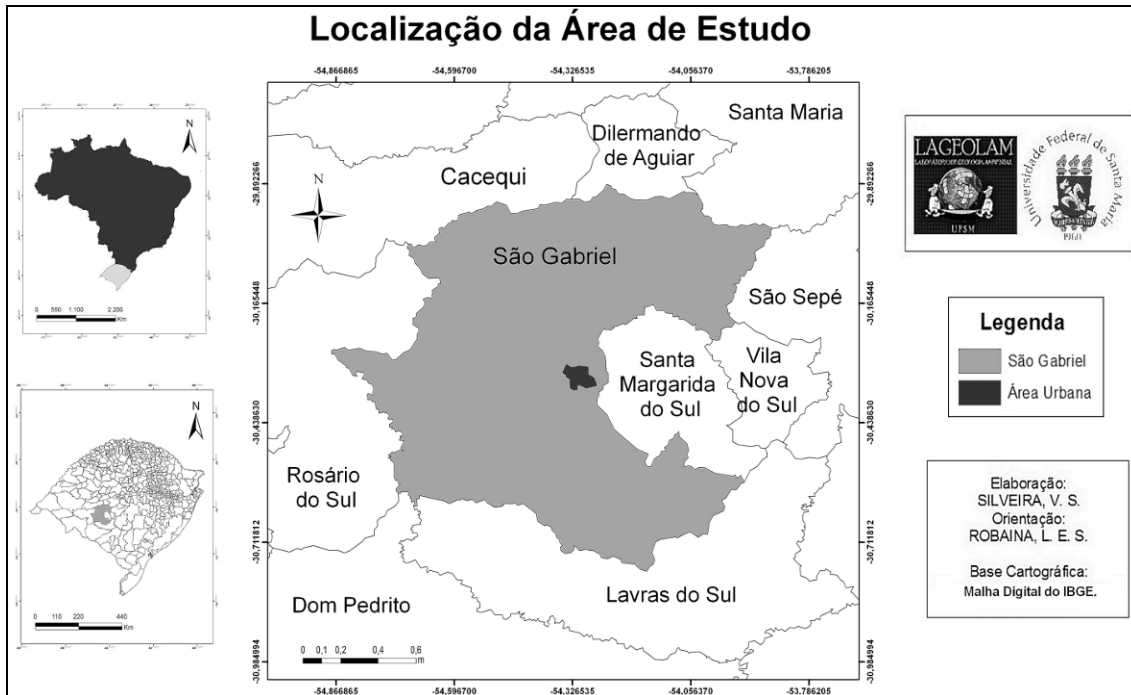 Localização da Área de Estudo
-54,866865 -54,596700 -54,326535 -54,056370 -53,786205
-29,892266
-30,165448
-30,438630
-30,711812
-30,984994
N
0 550 1.100 2.200
Km
N
0 110 220 440
Km
N
Santa Maria
Dilermando
de Aguiar
Cacequi
São Gabriel
São Sepé
Santa
Margarida
do Sul
Vila
Nova
do Sul
Rosário
do Sul
Dom Pedrito
Lavras do Sul
0 0,1 0,2 0,4 0,6
m
-29,892266
-30,165448
-30,438630
-30,711812
-30,984994
-54,866865 -54,596700 -54,326535 -54,056370 -53,786205
LAGEOLAM
UFSM
Universidade Federal de Santa Maria
1960
Legenda
São Gabriel
Área Urbana
Elaboração:
SILVEIRA, V. S.
Orientação:
ROBAINA, L. E. S.
Base Cartográfica:
Malha Digital do IBGE.